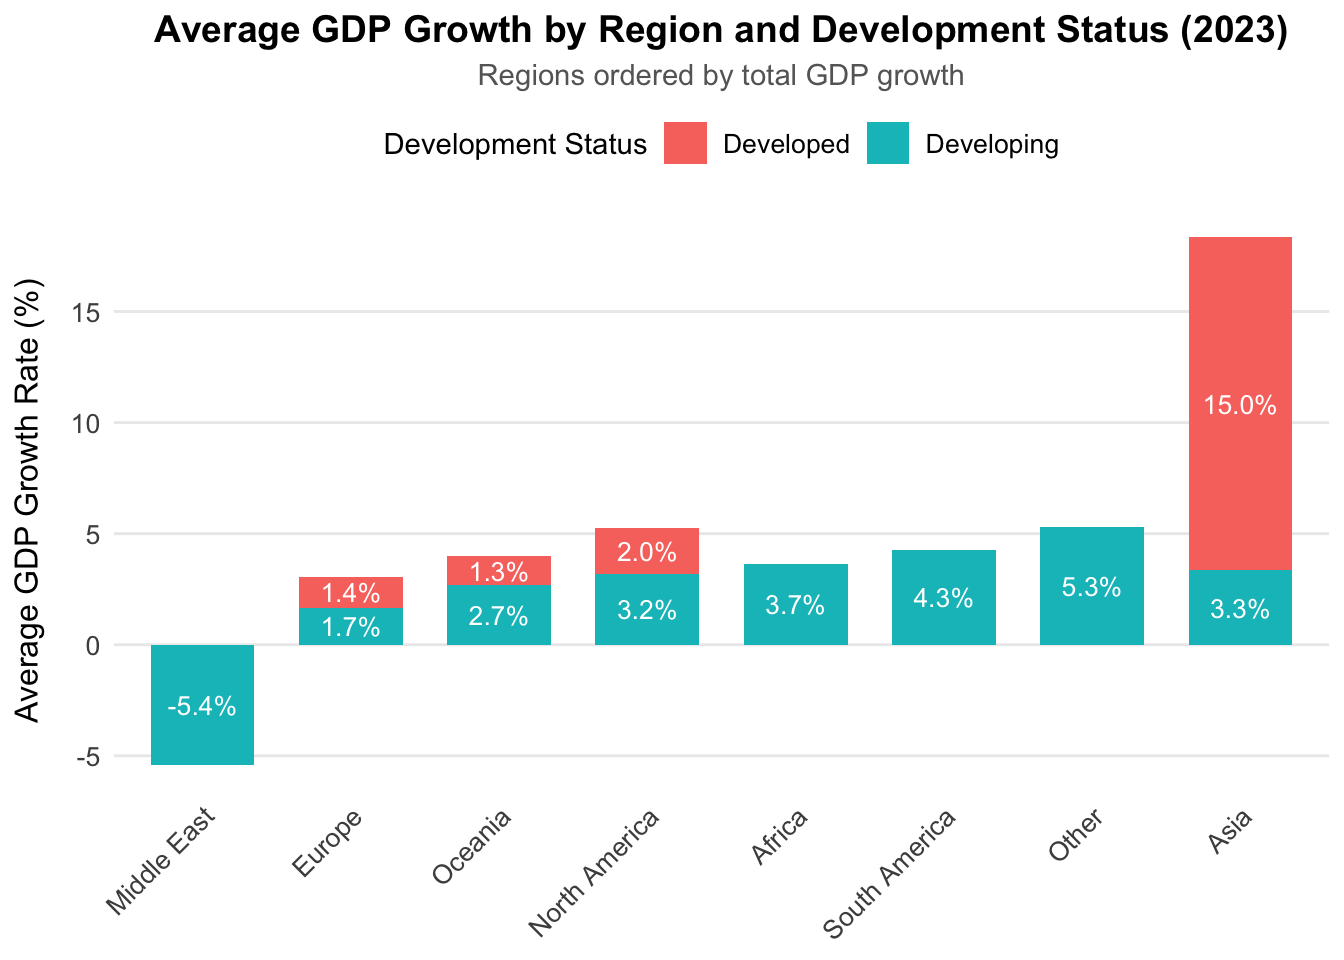 Average GDP Growth by Region and Development Status (2023)
Regions ordered by total GDP growth
Development Status Developed Developing
Average GDP Growth Rate (%)
15
10
5
0
-5
-5.4%
1.4%
1.7%
1.3%
2.7%
2.0%
3.2%
3.7%
4.3%
5.3%
15.0%
3.3%
Middle East
Europe
Oceania
North America
Africa
South America
Other
Asia